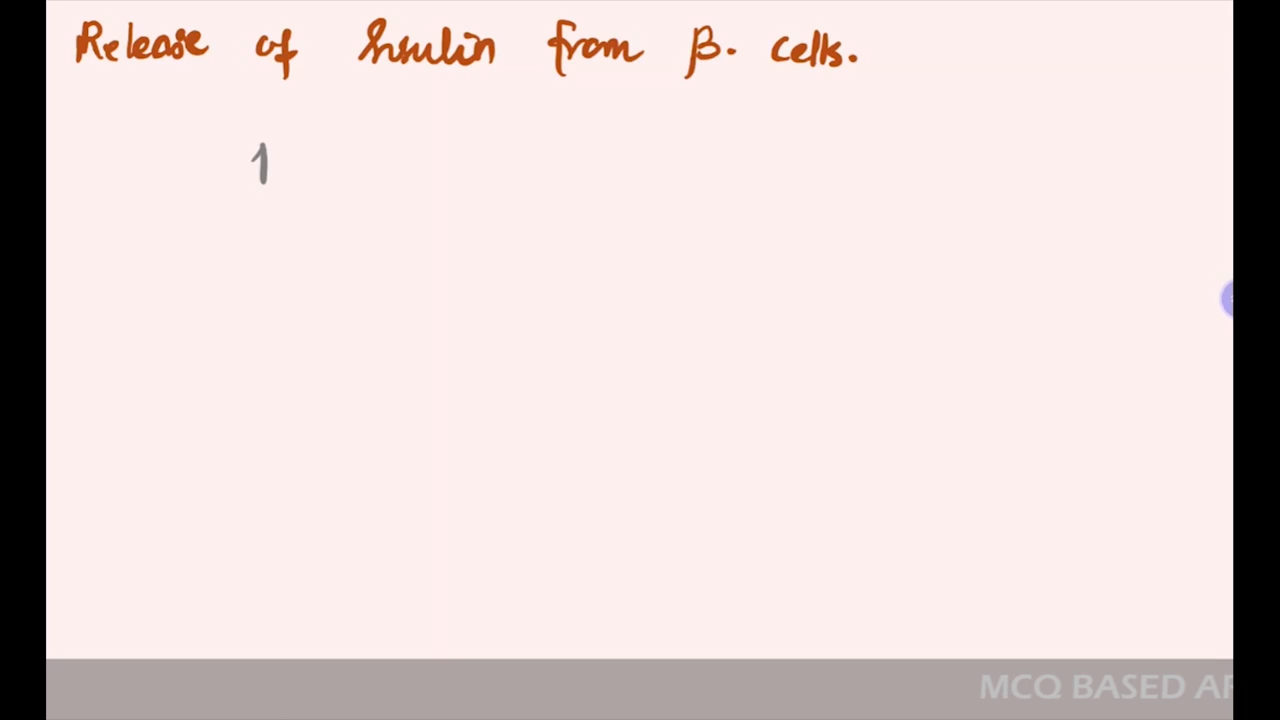 Release of Insulin from β. cells.
1
MCQ BASED AP